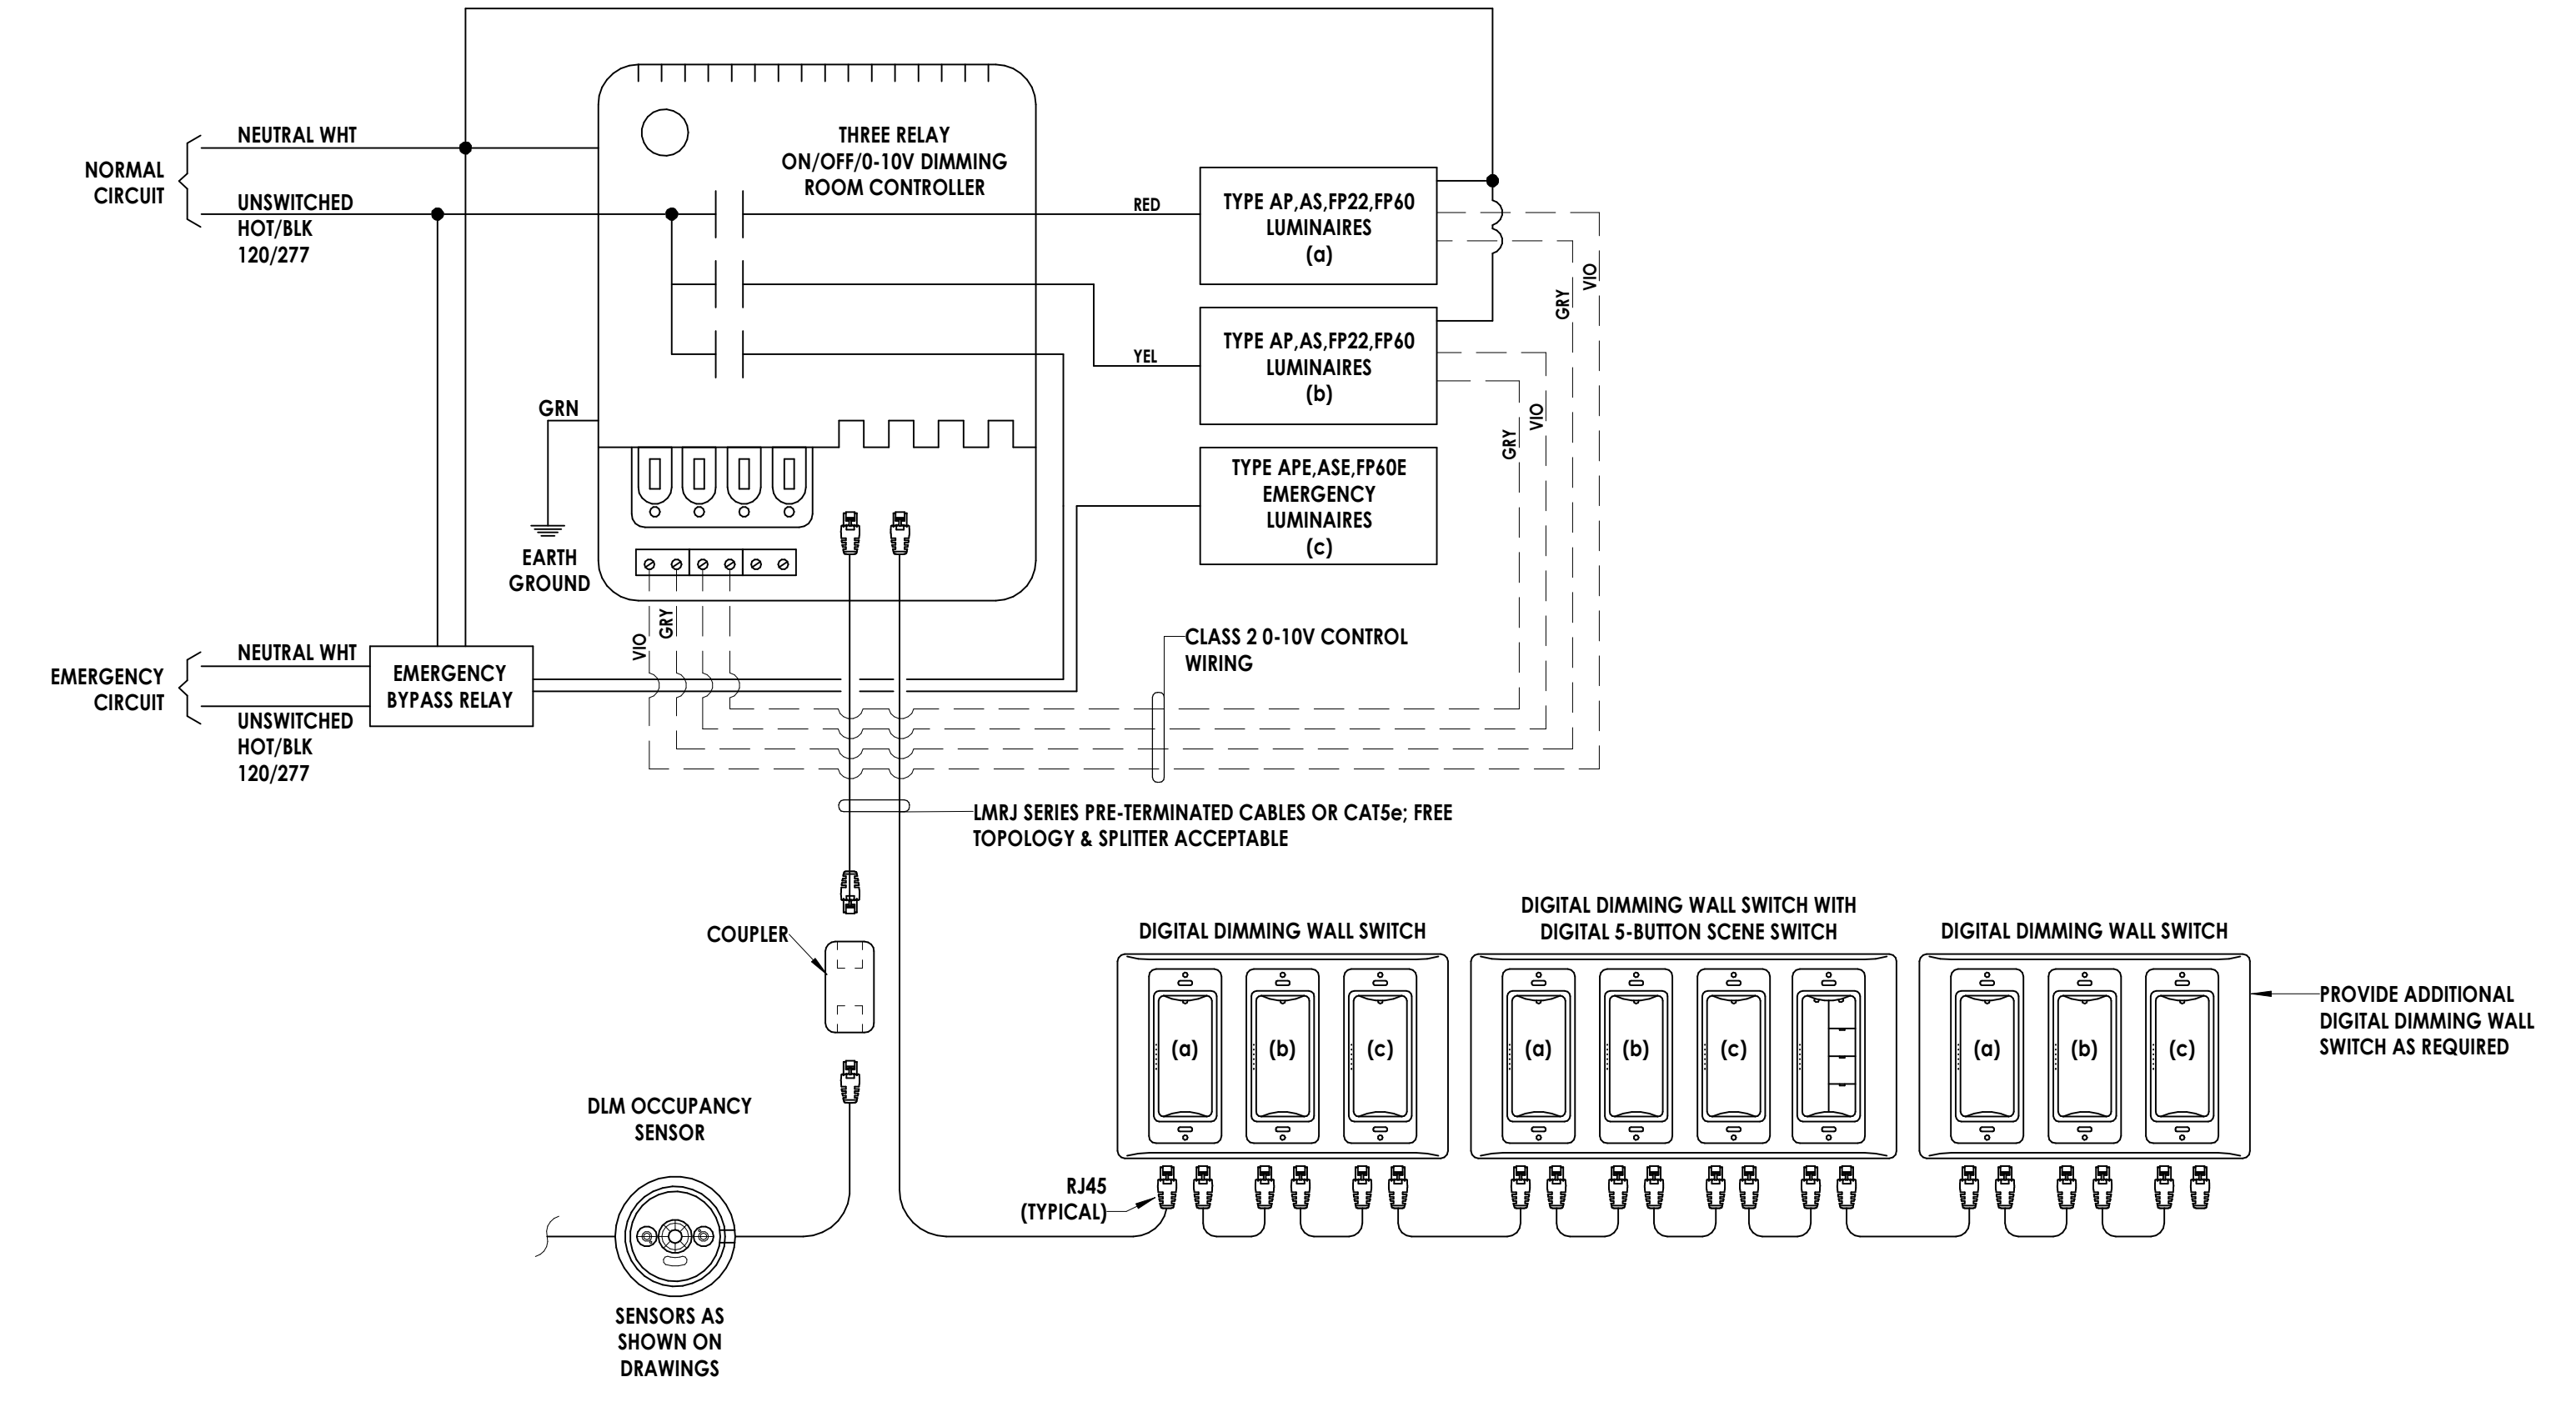 NEUTRAL WHT
NORMAL
CIRCUIT
UNSWITCHED
HOT/BLK
120/277
THREE RELAY
ON/OFF/0-10V DIMMING
ROOM CONTROLLER
RED
TYPE AP,AS,FP22,FP60
LUMINAIRES
(a)
VIO
GRY
YEL
TYPE AP,AS,FP22,FP60
LUMINAIRES
(b)
VIO
GRY
TYPE APE,ASE,FP60E
EMERGENCY
LUMINAIRES
(c)
GRN
EARTH
GROUND
VIO
GRY
CLASS 2 0-10V CONTROL
WIRING
NEUTRAL WHT
EMERGENCY
CIRCUIT
UNSWITCHED
HOT/BLK
120/277
EMERGENCY
BYPASS RELAY
LMRJ SERIES PRE-TERMINATED CABLES OR CAT5e; FREE
TOPOLOGY & SPLITTER ACCEPTABLE
COUPLER
DIGITAL DIMMING WALL SWITCH
(a)
(b)
(c)
DIGITAL DIMMING WALL SWITCH WITH
DIGITAL 5-BUTTON SCENE SWITCH
(a)
(b)
(c)
DIGITAL DIMMING WALL SWITCH
(a)
(b)
(c)
PROVIDE ADDITIONAL
DIGITAL DIMMING WALL
SWITCH AS REQUIRED
DLM OCCUPANCY
SENSOR
RJ45
(TYPICAL)
SENSORS AS
SHOWN ON
DRAWINGS